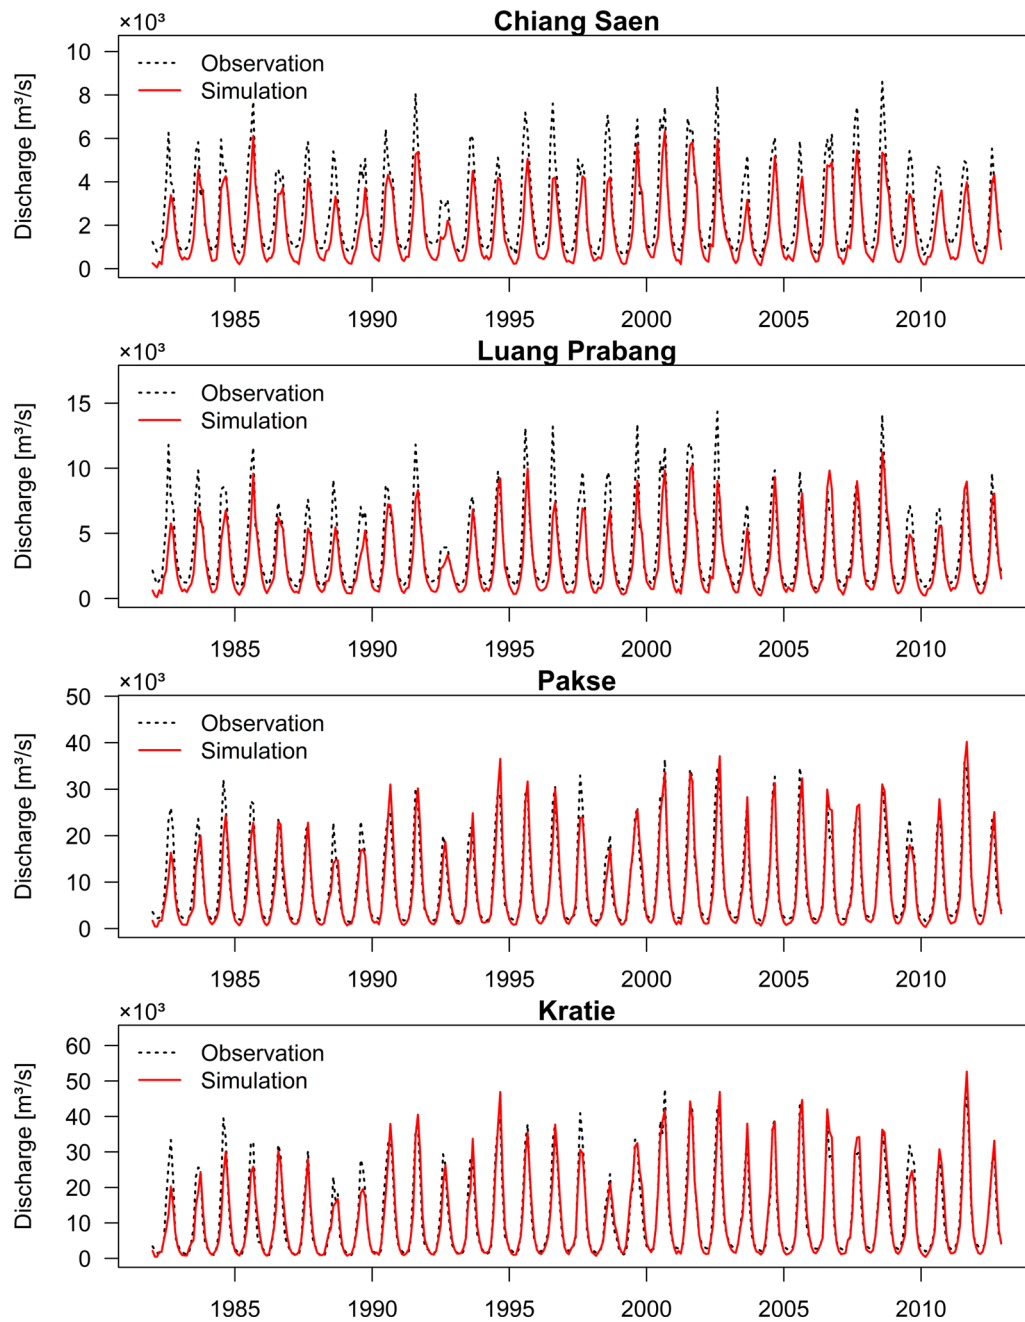 Chiang Saen
×10³
10
8
6
4
2
0
Discharge [m³/s]
Observation
Simulation
1985 1990 1995 2000 2005 2010
Luang Prabang
×10³
15
10
5
0
Discharge [m³/s]
Observation
Simulation
1985 1990 1995 2000 2005 2010
Pakse
×10³
50
40
30
20
10
0
Discharge [m³/s]
Observation
Simulation
1985 1990 1995 2000 2005 2010
Kratie
×10³
60
50
40
30
20
10
0
Discharge [m³/s]
Observation
Simulation
1985 1990 1995 2000 2005 2010